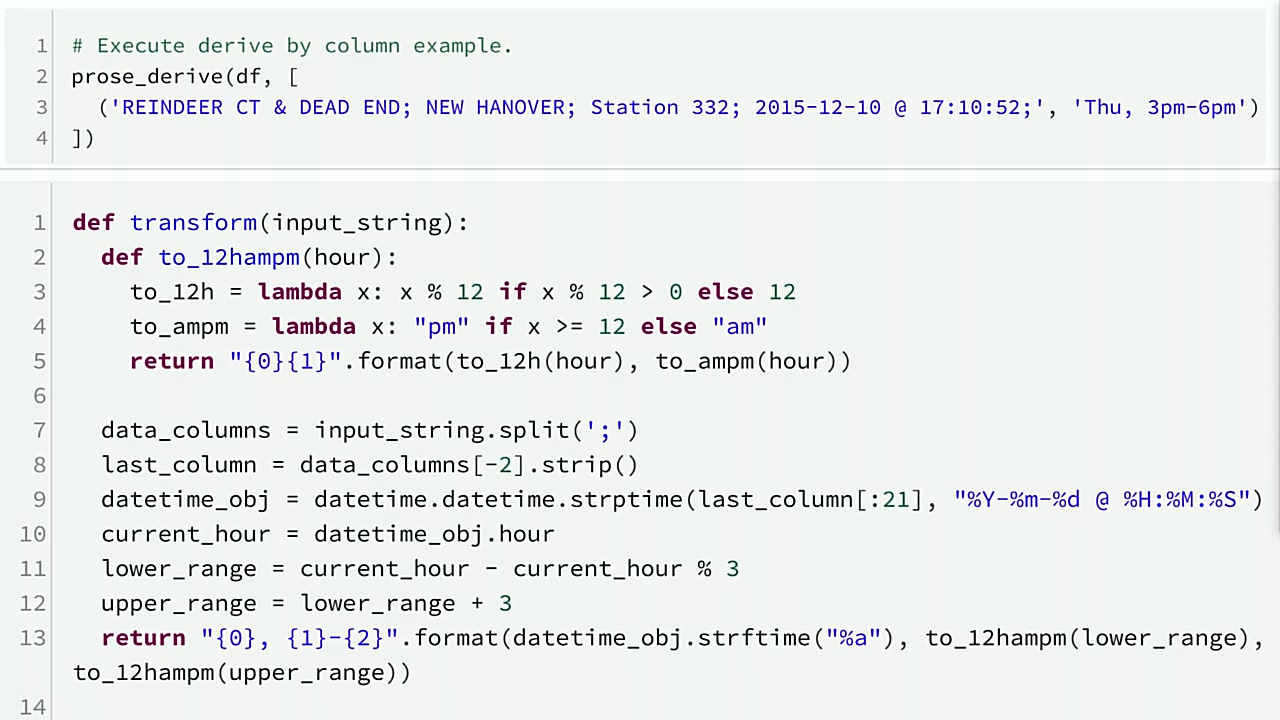 1 # Execute derive by column example.
2 prose_derive(df, [
3 ('REINDEER CT & DEAD END; NEW HANOVER; Station 332; 2015-12-10 @ 17:10:52;', 'Thu, 3pm-6pm')
4 ])
1 def transform(input_string):
2 def to_12hampm(hour):
3 to_12h = lambda x: x % 12 if x % 12 > 0 else 12
4 to_ampm = lambda x: "pm" if x >= 12 else "am"
5 return "{0}{1}".format(to_12h(hour), to_ampm(hour))
6
7 data_columns = input_string.split(';')
8 last_column = data_columns[-2].strip()
9 datetime_obj = datetime.datetime.strptime(last_column[:21], "%Y-%m-%d @ %H:%M:%S")
10 current_hour = datetime_obj.hour
11 lower_range = current_hour - current_hour % 3
12 upper_range = lower_range + 3
13 return "{0}, {1}-{2}".format(datetime_obj.strftime("%a"), to_12hampm(lower_range),
to_12hampm(upper_range))
14